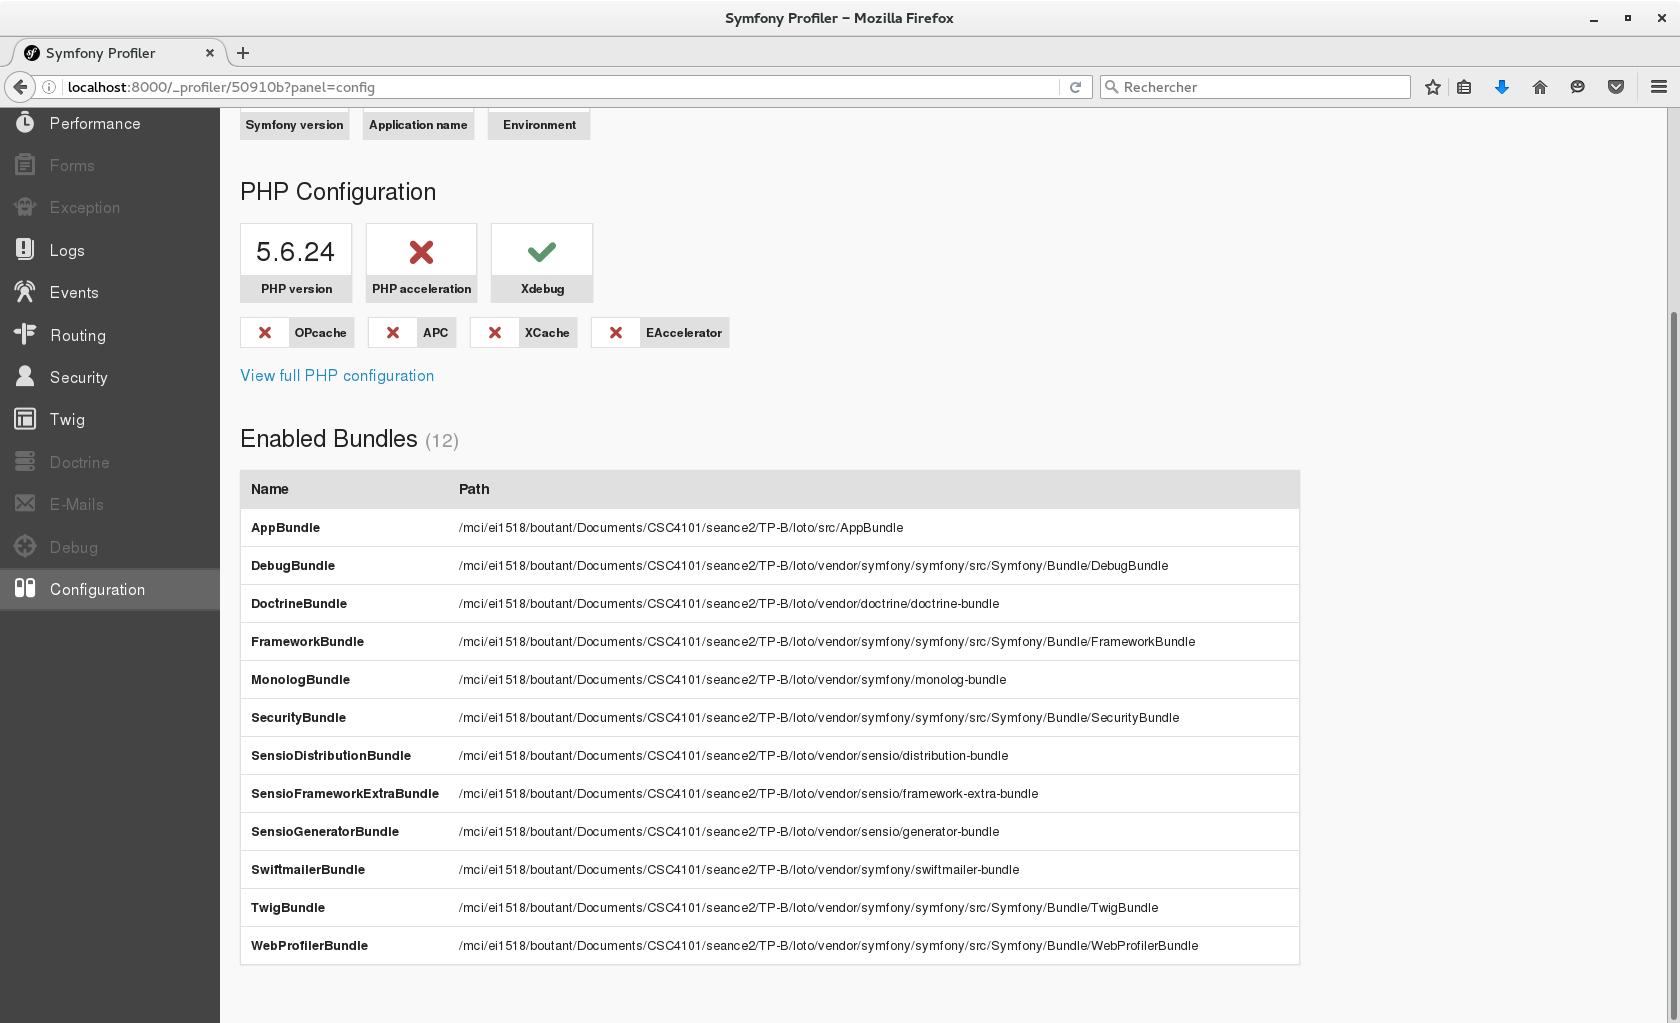 Symfony Profiler – Mozilla Firefox
sf Symfony Profiler
localhost:8000/_profiler/50910b?panel=config
Rechercher
Performance
Forms
Exception
Logs
Events
Routing
Security
Twig
Doctrine
E-Mails
Debug
Configuration
Symfony version Application name Environment
PHP Configuration
5.6.24
PHP version PHP acceleration Xdebug
OPcache APC XCache EAccelerator
View full PHP configuration
Enabled Bundles (12)
Name Path
AppBundle /mci/ei1518/boutant/Documents/CSC4101/seance2/TP-B/loto/src/AppBundle
DebugBundle /mci/ei1518/boutant/Documents/CSC4101/seance2/TP-B/loto/vendor/symfony/symfony/src/Symfony/Bundle/DebugBundle
DoctrineBundle /mci/ei1518/boutant/Documents/CSC4101/seance2/TP-B/loto/vendor/doctrine/doctrine-bundle
FrameworkBundle /mci/ei1518/boutant/Documents/CSC4101/seance2/TP-B/loto/vendor/symfony/symfony/src/Symfony/Bundle/FrameworkBundle
MonologBundle /mci/ei1518/boutant/Documents/CSC4101/seance2/TP-B/loto/vendor/symfony/monolog-bundle
SecurityBundle /mci/ei1518/boutant/Documents/CSC4101/seance2/TP-B/loto/vendor/symfony/symfony/src/Symfony/Bundle/SecurityBundle
SensioDistributionBundle /mci/ei1518/boutant/Documents/CSC4101/seance2/TP-B/loto/vendor/sensio/distribution-bundle
SensioFrameworkExtraBundle /mci/ei1518/boutant/Documents/CSC4101/seance2/TP-B/loto/vendor/sensio/framework-extra-bundle
SensioGeneratorBundle /mci/ei1518/boutant/Documents/CSC4101/seance2/TP-B/loto/vendor/sensio/generator-bundle
SwiftmailerBundle /mci/ei1518/boutant/Documents/CSC4101/seance2/TP-B/loto/vendor/symfony/swiftmailer-bundle
TwigBundle /mci/ei1518/boutant/Documents/CSC4101/seance2/TP-B/loto/vendor/symfony/symfony/src/Symfony/Bundle/TwigBundle
WebProfilerBundle /mci/ei1518/boutant/Documents/CSC4101/seance2/TP-B/loto/vendor/symfony/symfony/src/Symfony/Bundle/WebProfilerBundle